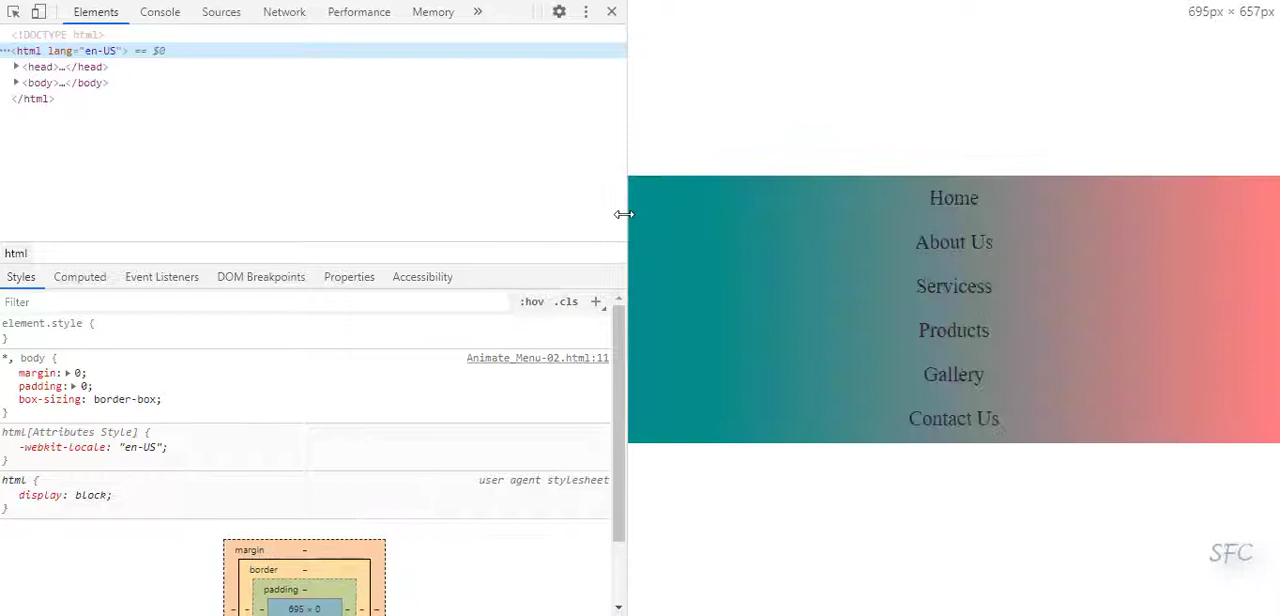 Elements Console Sources Network Performance Memory »
695px × 657px
<!DOCTYPE html>
…<html lang="en-US"> == $0
<head>…</head>
<body>…</body>
</html>
html
Styles Computed Event Listeners DOM Breakpoints Properties Accessibility
Filter :hov .cls +
element.style {
}
*, body { Animate_Menu-02.html:11
margin: 0;
padding: 0;
box-sizing: border-box;
}
html[Attributes Style] {
-webkit-locale: "en-US";
}
html { user agent stylesheet
display: block;
}
margin -
border -
padding -
- - - 695 × 0 - - -
Home
About Us
Servicess
Products
Gallery
Contact Us
SFC